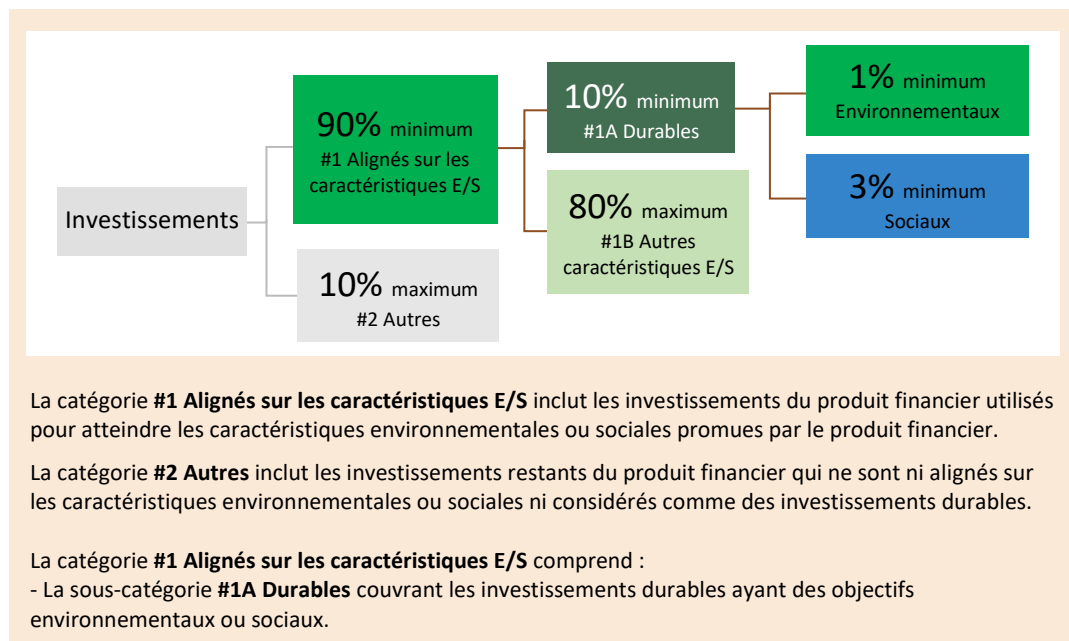 Investissements
90% minimum
#1 Alignés sur les
caractéristiques E/S
10% maximum
#2 Autres
10% minimum
#1A Durables
80% maximum
#1B Autres
caractéristiques E/S
1% minimum
Environnementaux
3% minimum
Sociaux
La catégorie #1 Alignés sur les caractéristiques E/S inclut les investissements du produit financier utilisés
pour atteindre les caractéristiques environnementales ou sociales promues par le produit financier.
La catégorie #2 Autres inclut les investissements restants du produit financier qui ne sont ni alignés sur
les caractéristiques environnementales ou sociales ni considérés comme des investissements durables.
La catégorie #1 Alignés sur les caractéristiques E/S comprend :
- La sous-catégorie #1A Durables couvrant les investissements durables ayant des objectifs
environnementaux ou sociaux.